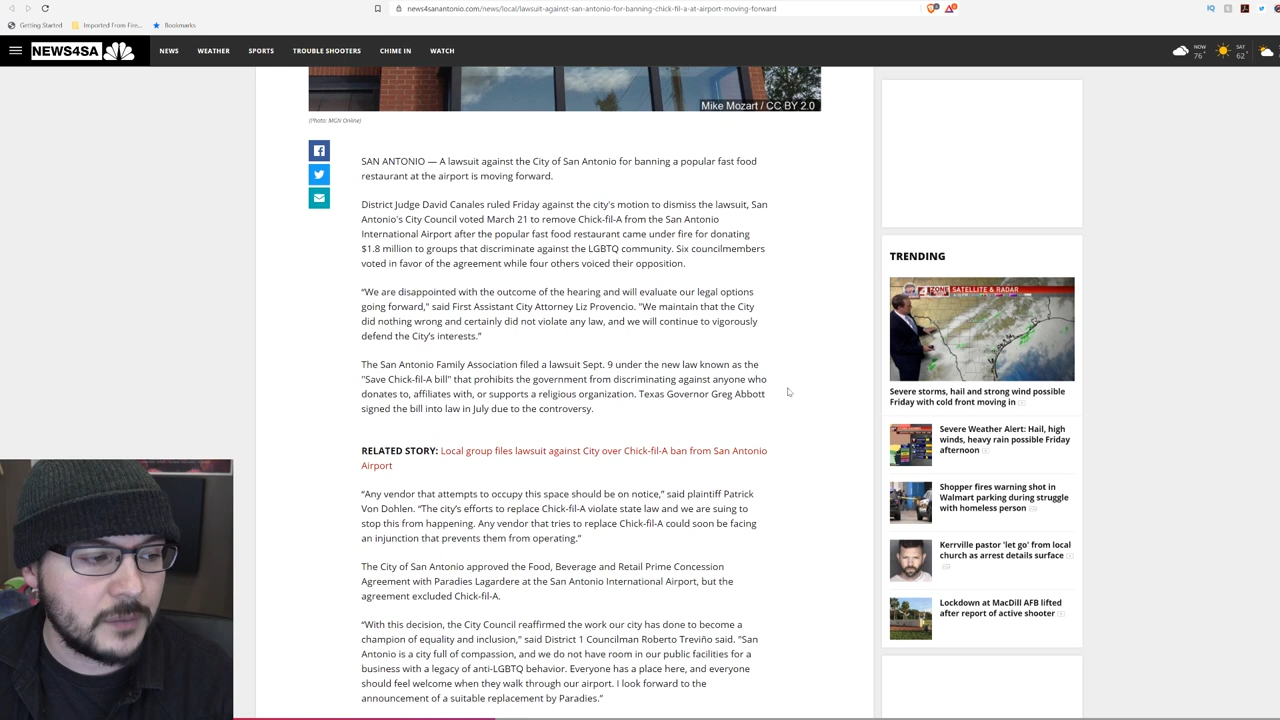 news4sanantonio.com/news/local/lawsuit-against-san-antonio-for-banning-chick-fil-a-at-airport-moving-forward
Getting Started
Imported From Fire...
Bookmarks
NEWS4SA
NEWS
WEATHER
SPORTS
TROUBLE SHOOTERS
CHIME IN
WATCH
NOW
76°
SAT
62°
Mike Mozart / CC BY 2.0
(Photo: MGN Online)
SAN ANTONIO — A lawsuit against the City of San Antonio for banning a popular fast food
restaurant at the airport is moving forward.
District Judge David Canales ruled Friday against the city's motion to dismiss the lawsuit, San
Antonio's City Council voted March 21 to remove Chick-fil-A from the San Antonio
International Airport after the popular fast food restaurant came under fire for donating
$1.8 million to groups that discriminate against the LGBTQ community. Six councilmembers
voted in favor of the agreement while four others voiced their opposition.
“We are disappointed with the outcome of the hearing and will evaluate our legal options
going forward," said First Assistant City Attorney Liz Provencio. "We maintain that the City
did nothing wrong and certainly did not violate any law, and we will continue to vigorously
defend the City’s interests.”
The San Antonio Family Association filed a lawsuit Sept. 9 under the new law known as the
"Save Chick-fil-A bill" that prohibits the government from discriminating against anyone who
donates to, affiliates with, or supports a religious organization. Texas Governor Greg Abbott
signed the bill into law in July due to the controversy.
RELATED STORY: Local group files lawsuit against City over Chick-fil-A ban from San Antonio
Airport
“Any vendor that attempts to occupy this space should be on notice,” said plaintiff Patrick
Von Dohlen. “The city’s efforts to replace Chick-fil-A violate state law and we are suing to
stop this from happening. Any vendor that tries to replace Chick-fil-A could soon be facing
an injunction that prevents them from operating.”
The City of San Antonio approved the Food, Beverage and Retail Prime Concession
Agreement with Paradies Lagardere at the San Antonio International Airport, but the
agreement excluded Chick-fil-A.
“With this decision, the City Council reaffirmed the work our city has done to become a
champion of equality and inclusion," said District 1 Councilman Roberto Treviño said. "San
Antonio is a city full of compassion, and we do not have room in our public facilities for a
business with a legacy of anti-LGBTQ behavior. Everyone has a place here, and everyone
should feel welcome when they walk through our airport. I look forward to the
announcement of a suitable replacement by Paradies.”
TRENDING
SATELLITE & RADAR
Severe storms, hail and strong wind possible
Friday with cold front moving in
Severe Weather Alert: Hail, high
winds, heavy rain possible Friday
afternoon
Shopper fires warning shot in
Walmart parking during struggle
with homeless person
Kerrville pastor 'let go' from local
church as arrest details surface
Lockdown at MacDill AFB lifted
after report of active shooter